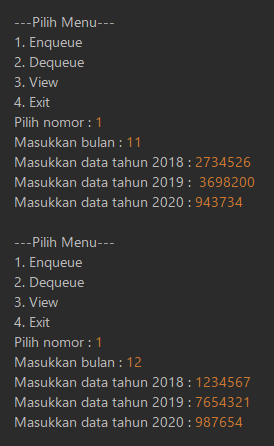 ---Pilih Menu---
1. Enqueue
2. Dequeue
3. View
4. Exit
Pilih nomor : 1
Masukkan bulan : 11
Masukkan data tahun 2018 : 2734526
Masukkan data tahun 2019 :  3698200
Masukkan data tahun 2020 : 943734

---Pilih Menu---
1. Enqueue
2. Dequeue
3. View
4. Exit
Pilih nomor : 1
Masukkan bulan : 12
Masukkan data tahun 2018 : 1234567
Masukkan data tahun 2019 : 7654321
Masukkan data tahun 2020 : 987654